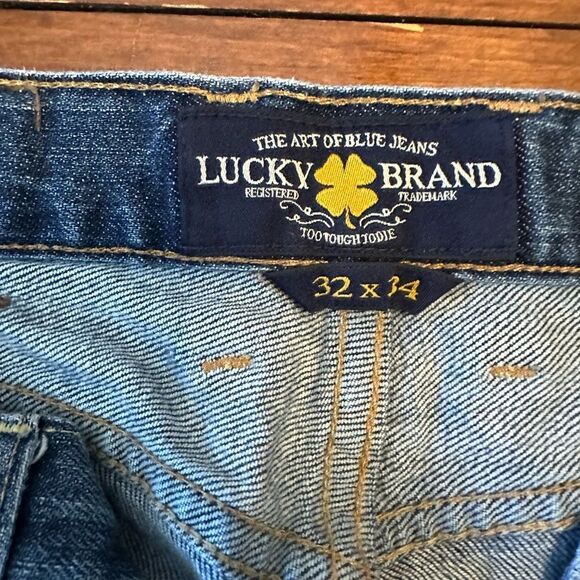 THE ART OF BLUE JEANS
LUCKY BRAND
REGISTERED TRADEMARK
TOO TOUGH TO DIE
32 x 34